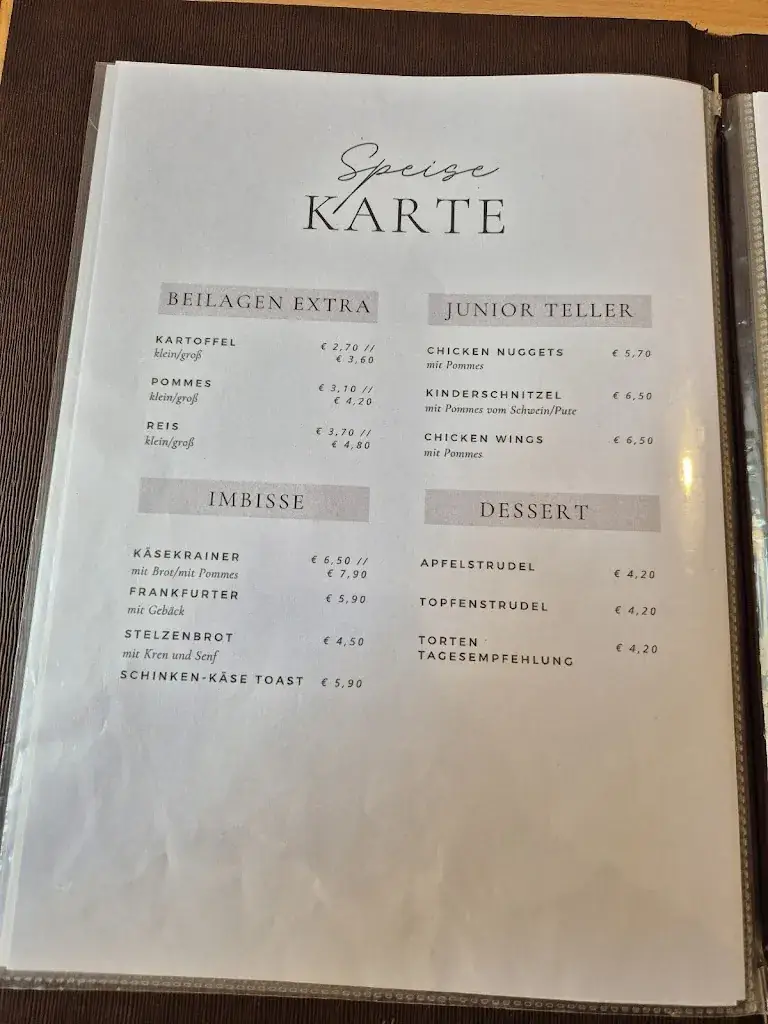 Speise
KARTE
BEILAGEN EXTRA
KARTOFFEL € 2,70 //
klein/groß € 3,60
POMMES € 3,10 //
klein/groß € 4,20
REIS € 3,70 //
klein/groß € 4,80
IMBISSE
KÄSEKRAINER € 6,50 //
mit Brot/mit Pommes € 7,90
FRANKFURTER € 5,90
mit Gebäck
STELZENBROT € 4,50
mit Kren und Senf
SCHINKEN-KÄSE TOAST € 5,90
JUNIOR TELLER
CHICKEN NUGGETS € 5,70
mit Pommes
KINDERSCHNITZEL € 6,50
mit Pommes vom Schwein/Pute
CHICKEN WINGS € 6,50
mit Pommes
DESSERT
APFELSTRUDEL € 4,20
TOPFENSTRUDEL € 4,20
TORTEN € 4,20
TAGESEMPFEHLUNG